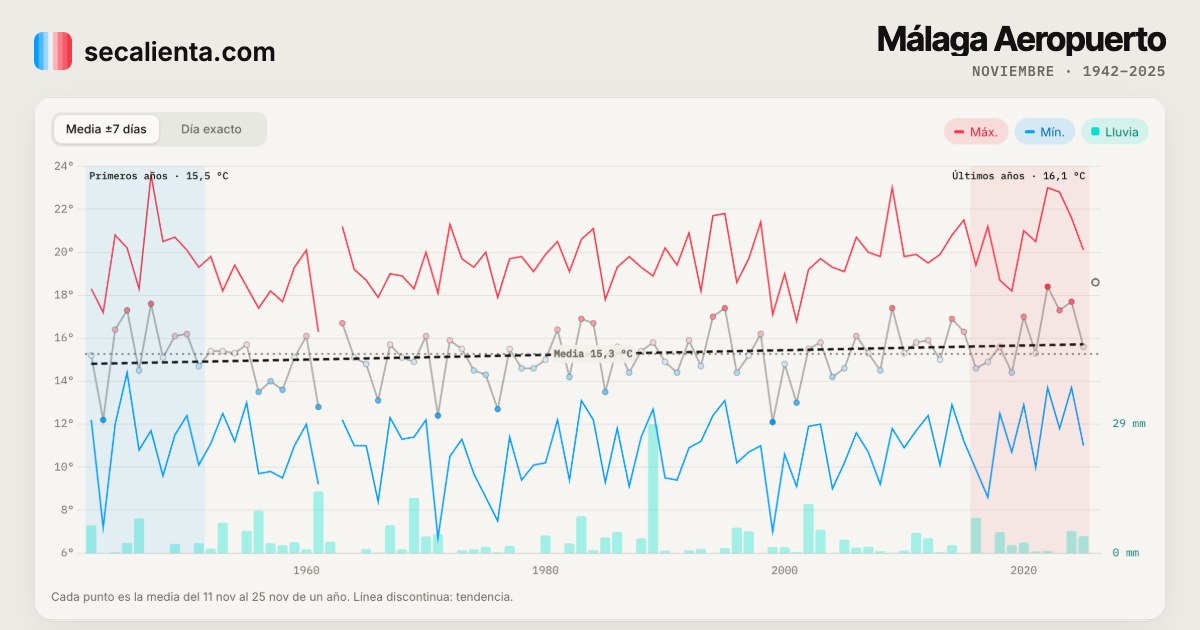 secalienta.com
Málaga Aeropuerto
NOVIEMBRE · 1942–2025
Media ±7 días
Día exacto
Máx.
Mín.
Lluvia
24°
Primeros años · 15,5 °C
Últimos años · 16,1 °C
22°
20°
18°
16°
Media 15,3 °C
14°
12°
29 mm
10°
8°
6°
0 mm
1960
1980
2000
2020
Cada punto es la media del 11 nov al 25 nov de un año. Línea discontinua: tendencia.